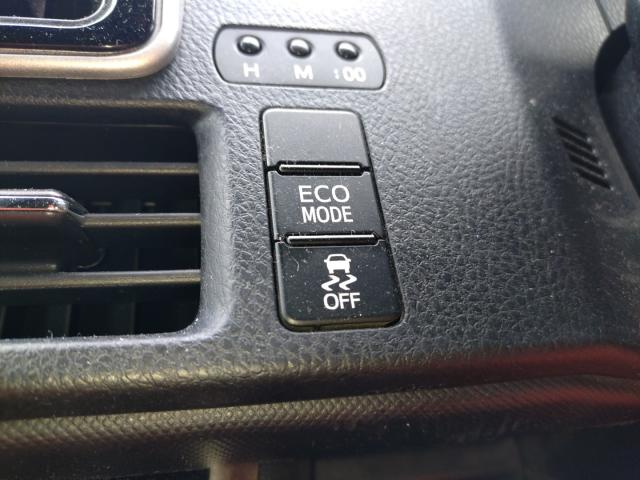 H M :00
ECO
MODE
OFF